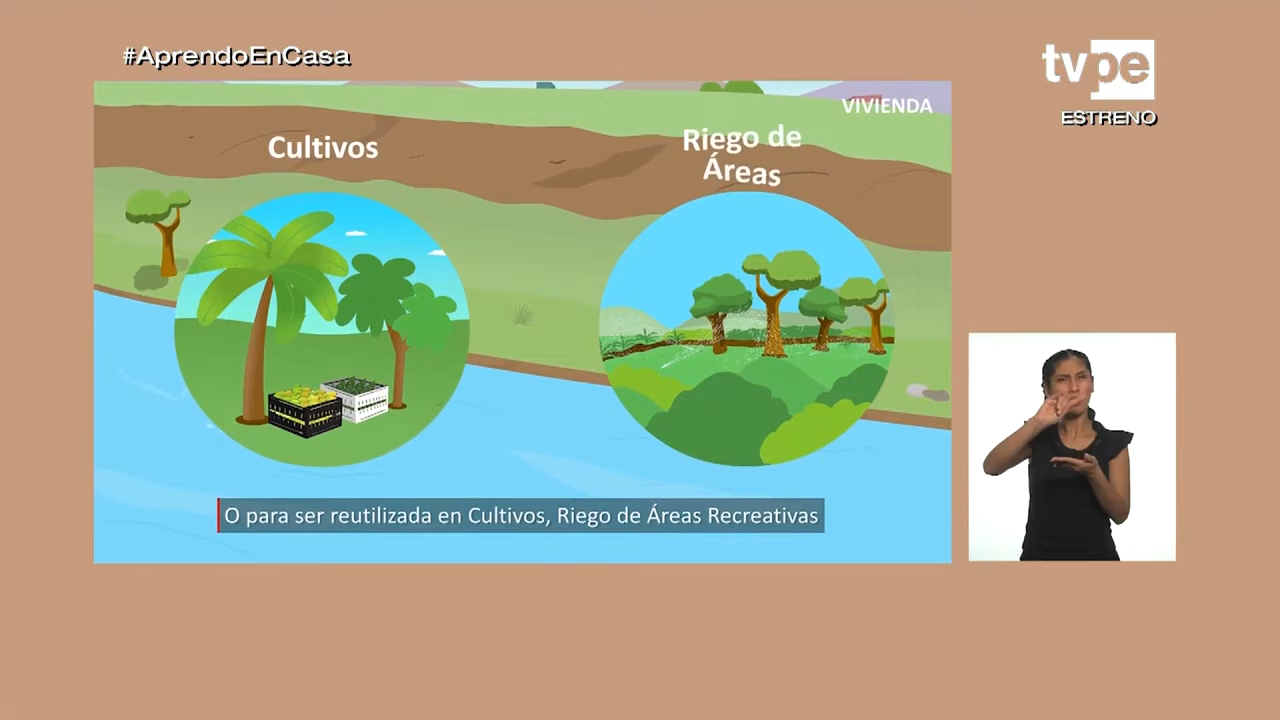 #AprendoEnCasa
tvpe
ESTRENO
VIVIENDA
Cultivos
Riego de
Áreas
O para ser reutilizada en Cultivos, Riego de Áreas Recreativas